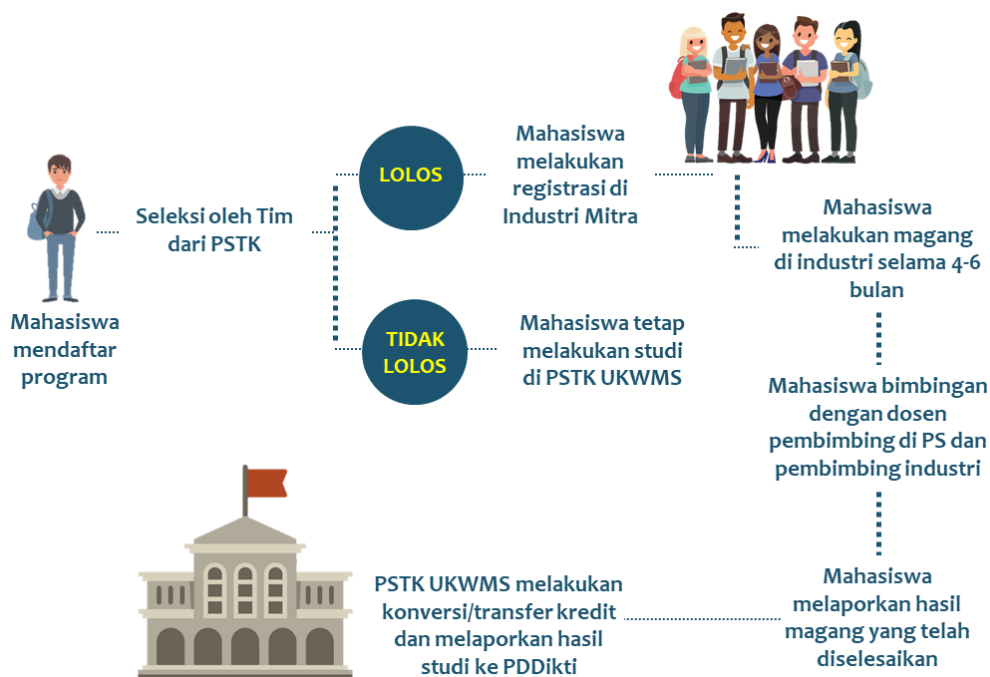 Mahasiswa
mendaftar
program
Seleksi oleh Tim
dari PSTK
LOLOS
Mahasiswa
melakukan
registrasi di
Industri Mitra
TIDAK
LOLOS
Mahasiswa tetap
melakukan studi
di PSTK UKWMS
Mahasiswa
melakukan magang
di industri selama 4-6
bulan
Mahasiswa bimbingan
dengan dosen
pembimbing di PS dan
pembimbing industri
Mahasiswa
melaporkan hasil
magang yang telah
diselesaikan
PSTK UKWMS melakukan
konversi/transfer kredit
dan melaporkan hasil
studi ke PDDikti